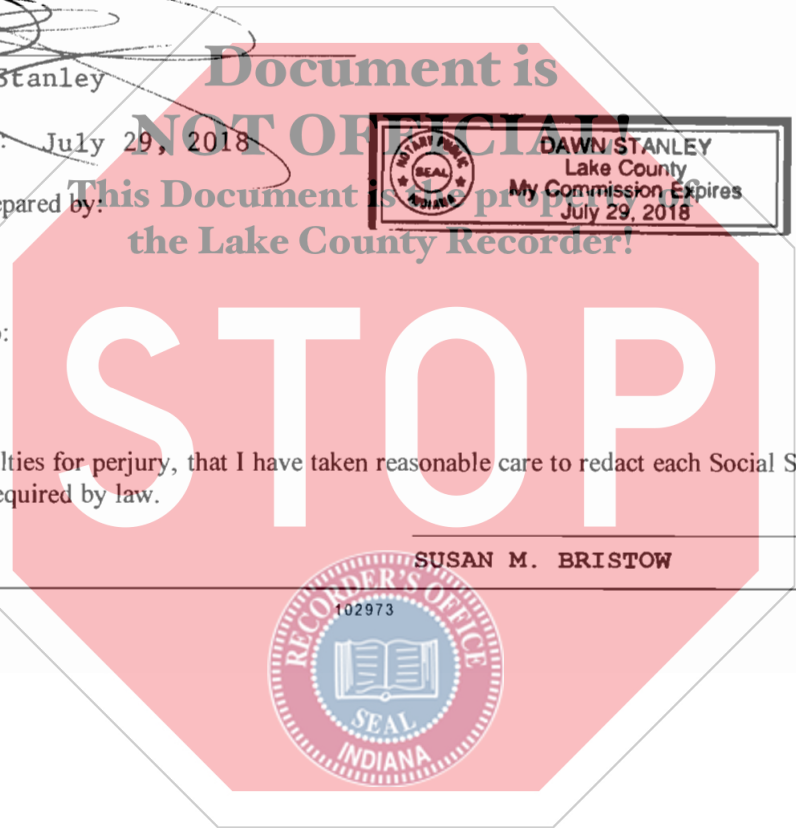 Document is
Stanley
NOT OFFICIAL!
July 29, 2018
DAWN STANLEY
Lake County
My Commission Expires
July 29, 2018
NOTARY PUBLIC
SEAL
INDIANA
This Document is the property of
epared by:
the Lake County Recorder!
o:
STOP
lties for perjury, that I have taken reasonable care to redact each Social S
equired by law.
SUSAN M. BRISTOW
102973
RECORDER'S OFFICE
SEAL
INDIANA